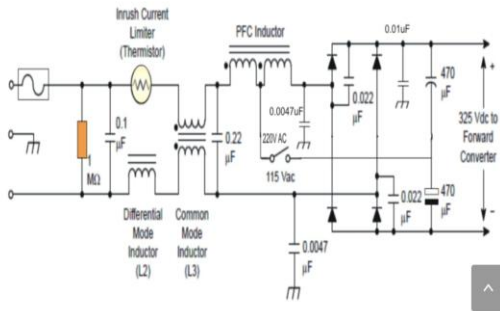 Inrush Current
Limiter
(Thermistor)
PFC Inductor
0.01uF
+
470
µF
0.022
µF
0.0047uF
0.1
µF
0.22
µF
220V AC
115 Vac
325 Vdc to
Forward
Converter
1
MΩ
Differential
Mode
Inductor
(L2)
Common
Mode
Inductor
(L3)
0.0047
µF
0.022
µF
470
µF
−